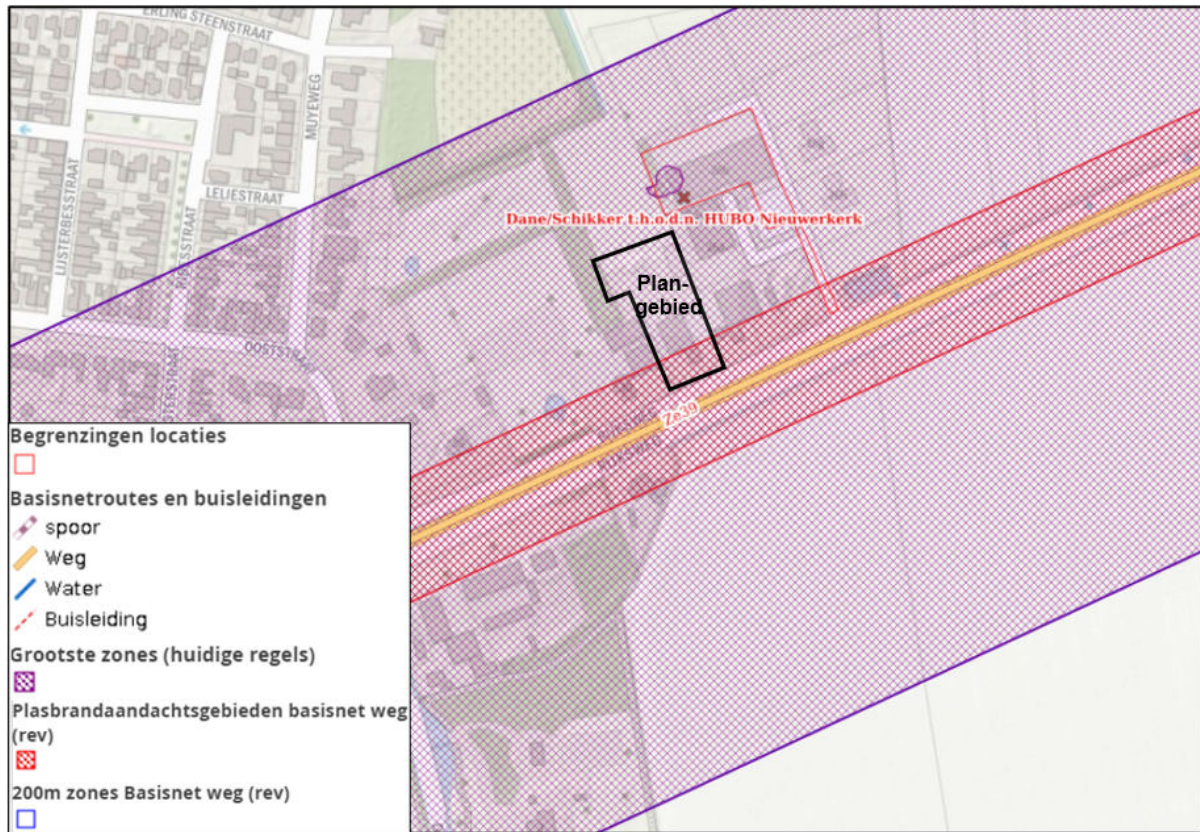 ERLING STEENSTRAAT
MUYEWEG
LIJSTERBESSTRAAT
LELIESTRAAT
Dane/Schikker t.h.o.d.n. HUBO Nieuwerkerk
Plan-
gebied
OOSTSTRAAT
Ze39
Begrenzingen locaties
Basisnetroutes en buisleidingen
spoor
Weg
Water
Buisleiding
Grootste zones (huidige regels)
Plasbrandaandachtsgebieden basisnet weg
(rev)
200m zones Basisnet weg (rev)